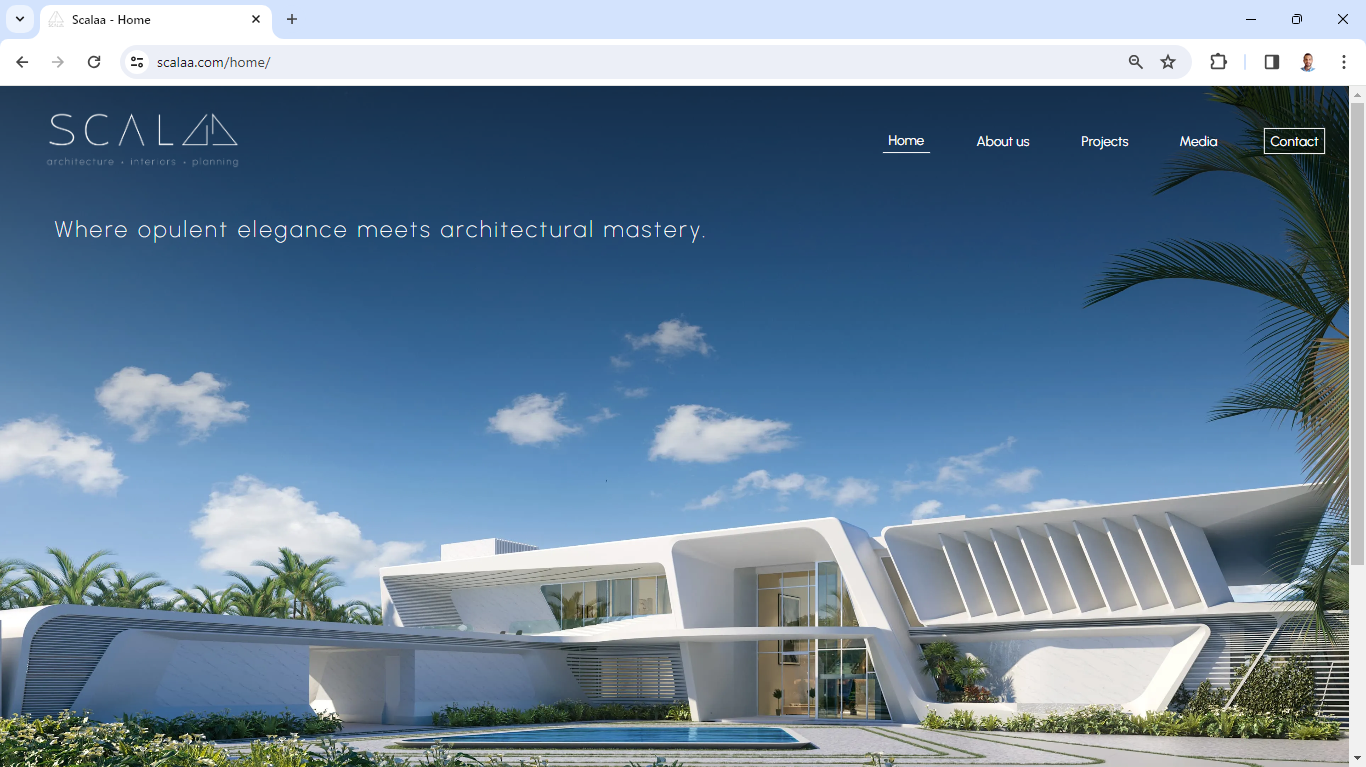 Scalaa - Home
scalaa.com/home/
SCALAA
architecture • interiors • planning
Home
About us
Projects
Media
Contact
Where opulent elegance meets architectural mastery.